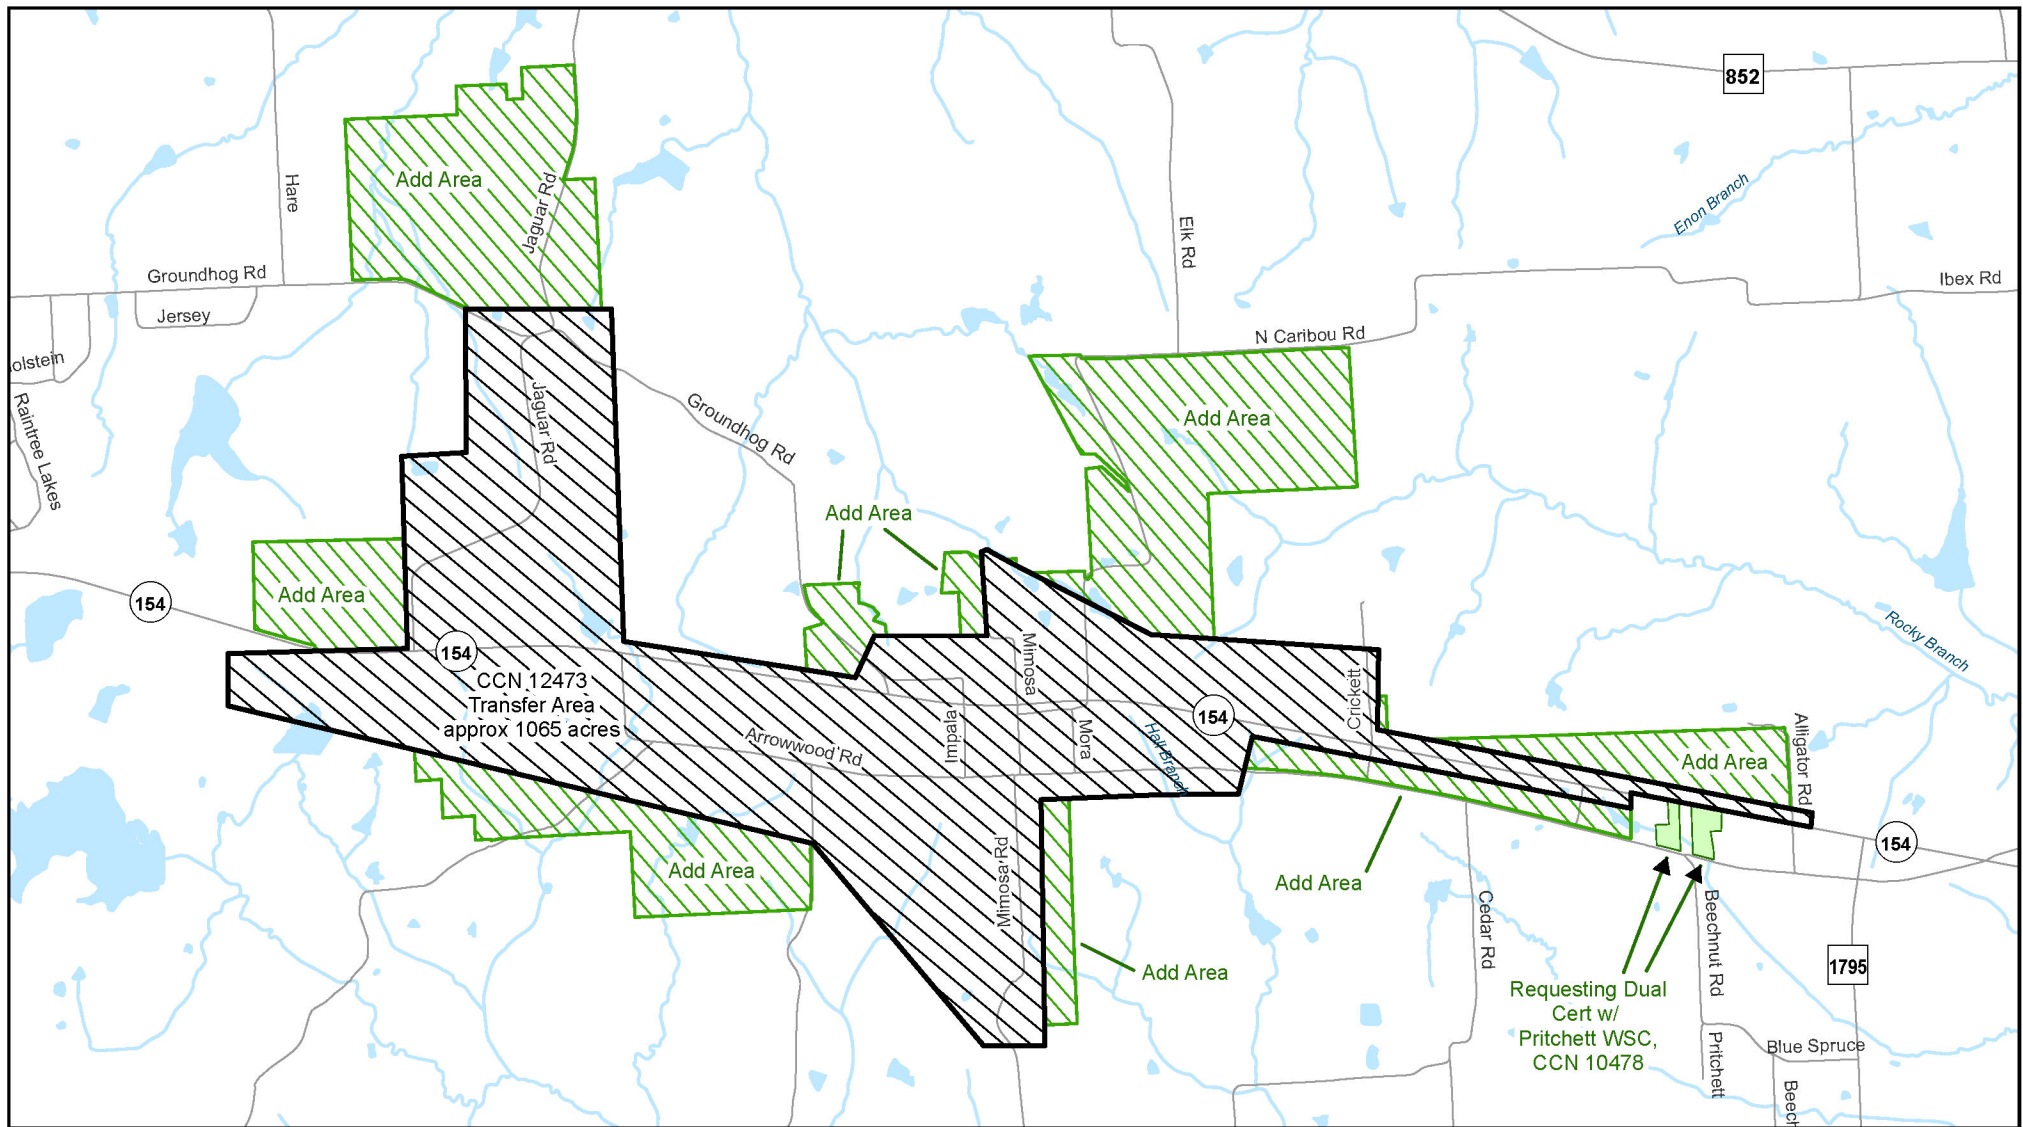 852
Add Area
Hare
Jaguar Rd
Enon Branch
Elk Rd
Groundhog Rd
Ibex Rd
Jersey
N Caribou Rd
olstein
Raintree Lakes
Jaguar Rd
Groundhog Rd
Add Area
Add Area
Add Area
154
154
Rocky Branch
CCN 12473
Transfer Area
approx 1065 acres
Mimosa
Crickett
154
Impala
Mora
Hall Branch
Arrowwood Rd
Alligator Rd
Add Area
154
Add Area
Mimosa Rd
Add Area
Cedar Rd
Beechnut Rd
1795
Add Area
Requesting Dual
Cert w/
Pritchett WSC,
CCN 10478
Pritchett
Blue Spruce
Beech